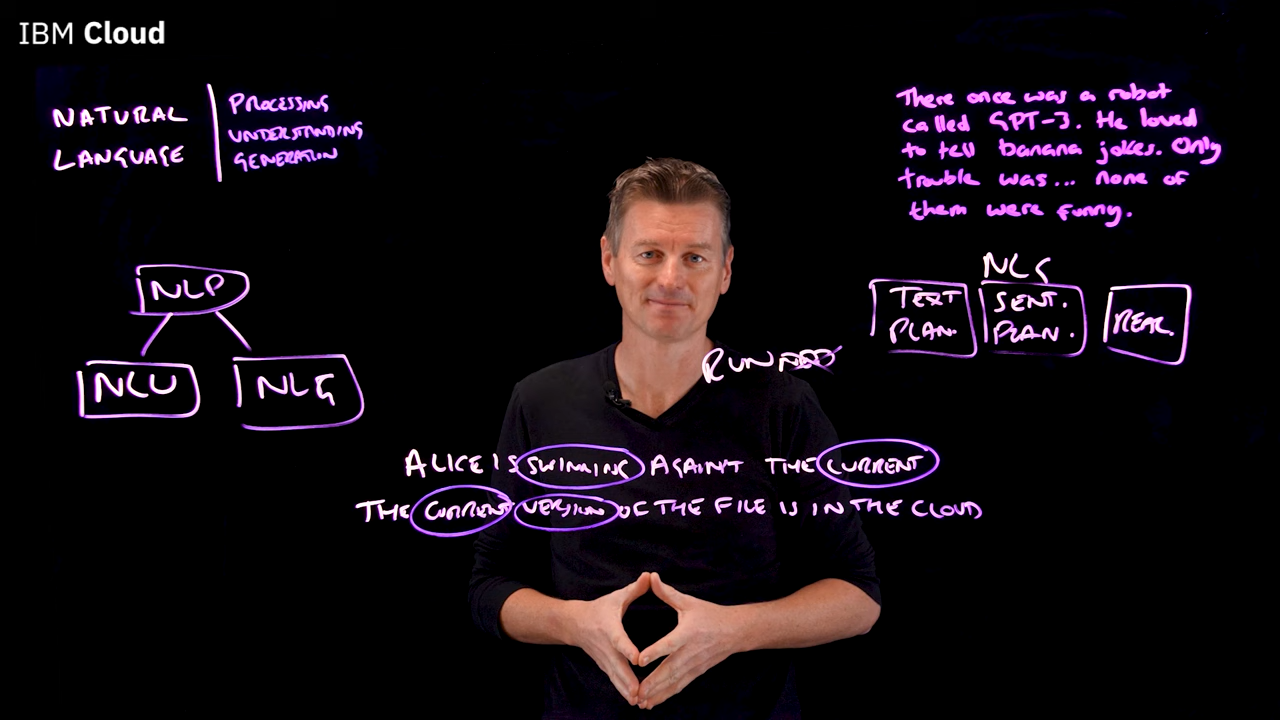 IBM Cloud
NATURAL
LANGUAGE
PROCESSING
UNDERSTANDING
GENERATION
There once was a robot
called GPT-3. He loved
to tell banana jokes. Only
trouble was... none of
them were funny.
NLP
NLU
NLG
NLG
TEXT
PLAN.
SENT.
PLAN.
REAL.
RUN
ALICE IS SWIMMING AGAINT THE CURRENT
THE CURRENT VERSION OF THE FILE IS IN THE CLOUD